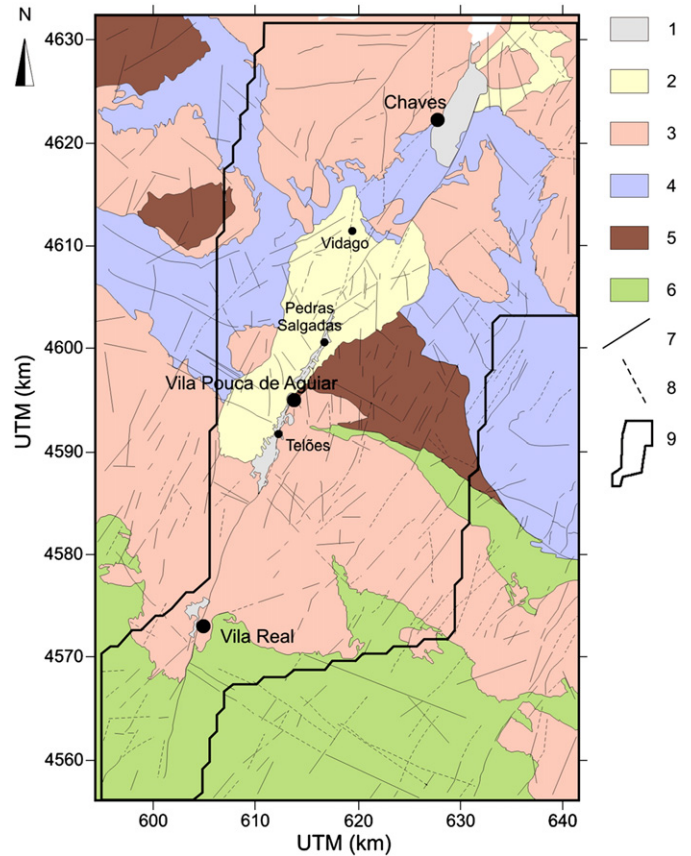 N
4630
4620
4610
4600
4590
4580
4570
4560
UTM (km)
600
610
620
630
640
UTM (km)
Chaves
Vidago
Pedras
Salgadas
Vila Pouca de Aguiar
Telões
Vila Real
1
2
3
4
5
6
7
8
9